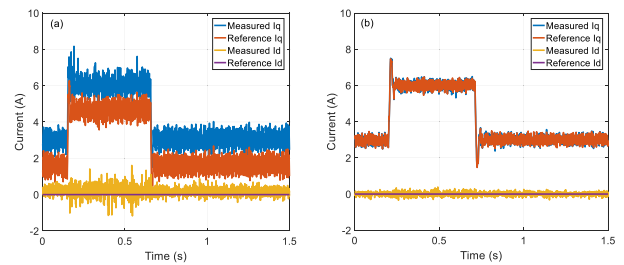 (a)
Measured Iq
Reference Iq
Measured Id
Reference Id
10
8
6
4
2
0
-2
0
0.5
1
1.5
Current (A)
Time (s)
(b)
Measured Iq
Reference Iq
Measured Id
Reference Id
10
8
6
4
2
0
-2
0
0.5
1
1.5
Current (A)
Time (s)